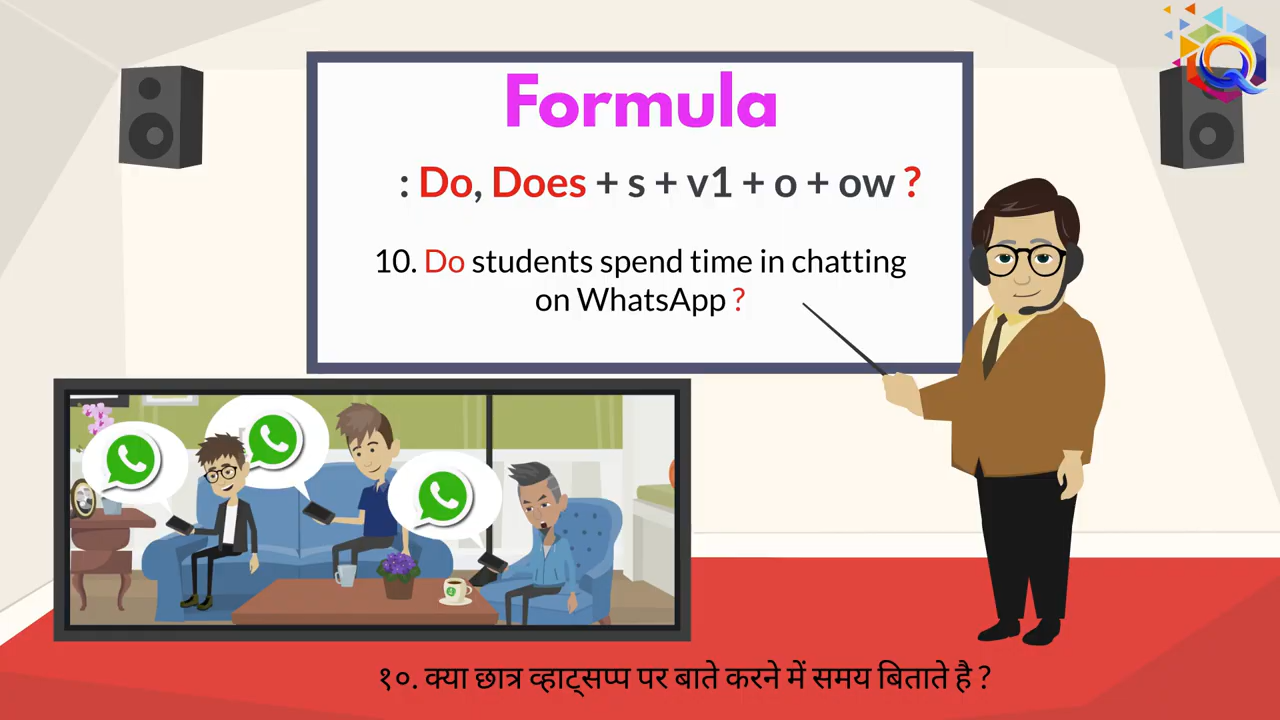 Formula
: Do, Does + s + v1 + o + ow ?
10. Do students spend time in chatting
on WhatsApp ?
१०. क्या छात्र व्हाट्सप्प पर बाते करने में समय बिताते है ?